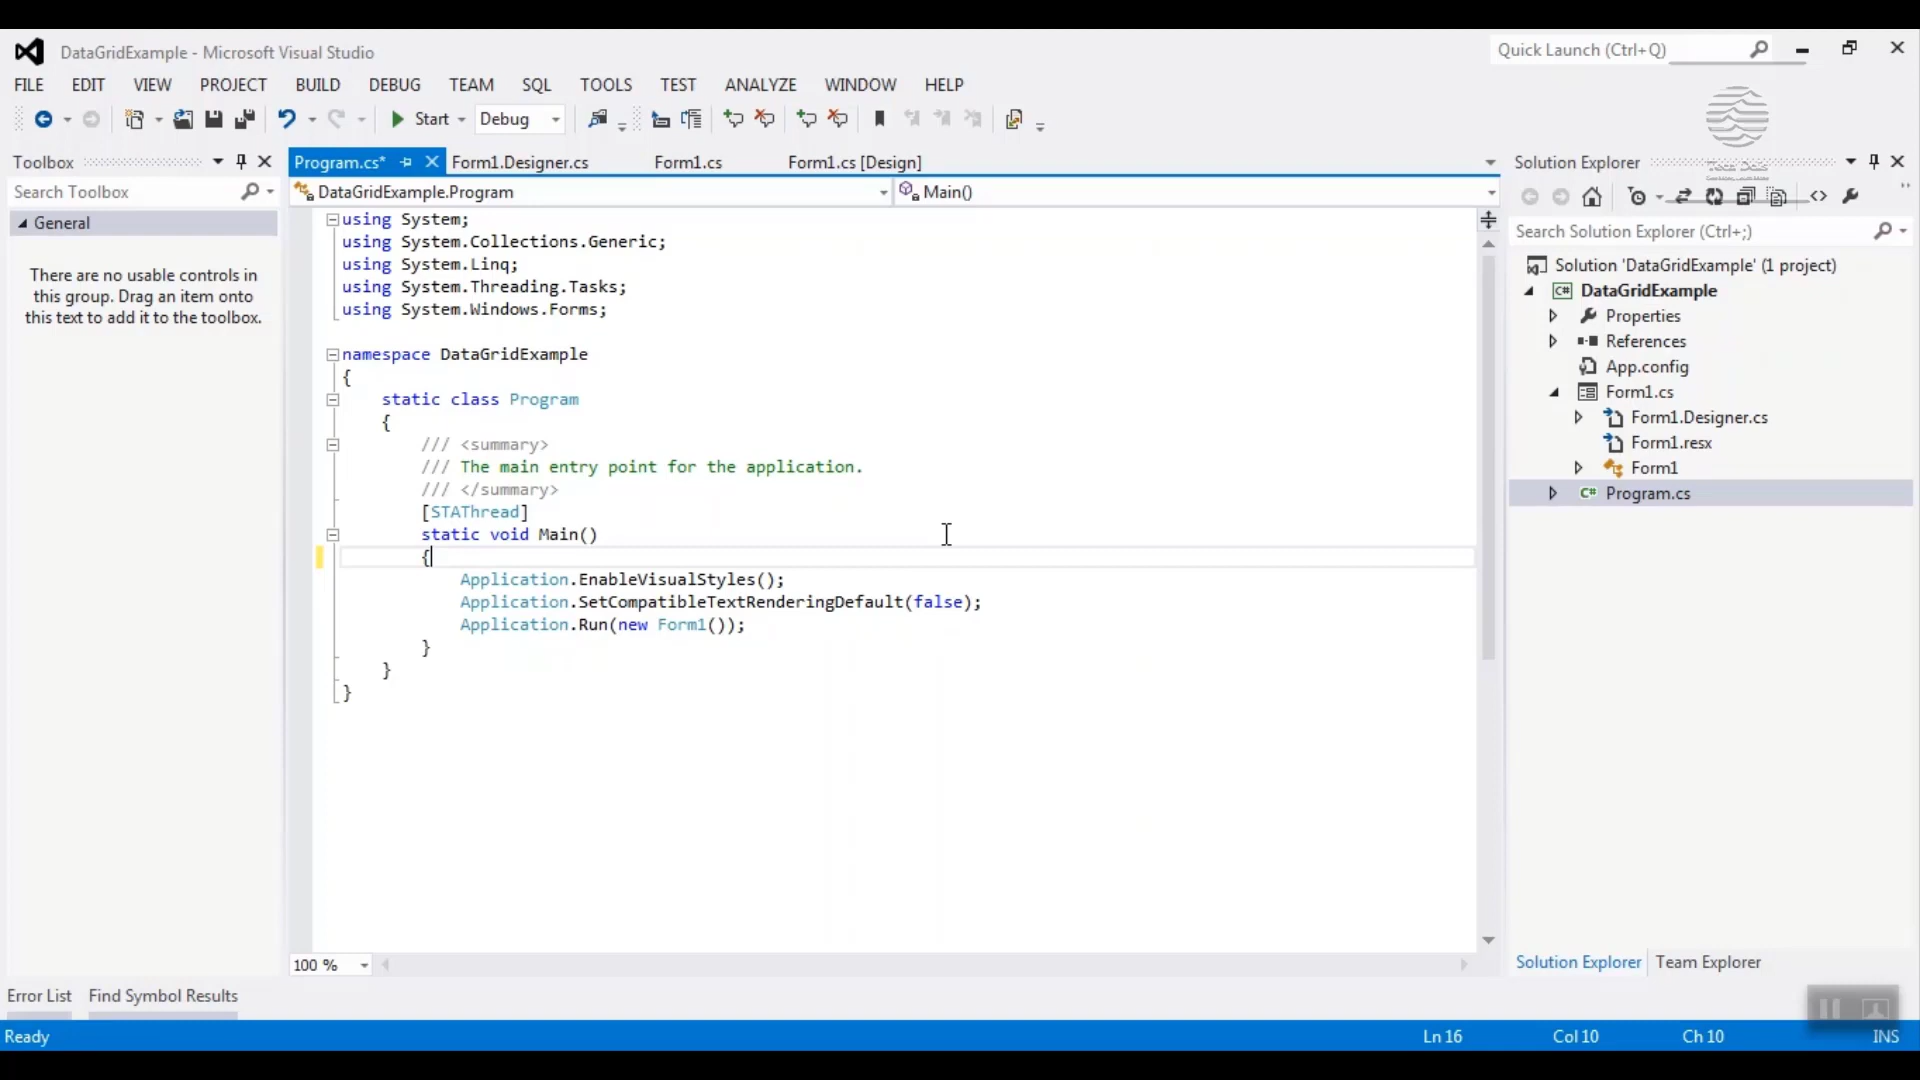 DataGridExample - Microsoft Visual Studio
Quick Launch (Ctrl+Q)
FILE EDIT VIEW PROJECT BUILD DEBUG TEAM SQL TOOLS TEST ANALYZE WINDOW HELP
Start Debug
Toolbox
Program.cs* Form1.Designer.cs Form1.cs Form1.cs [Design]
Solution Explorer
Search Toolbox
DataGridExample.Program
Main()
General
There are no usable controls in
this group. Drag an item onto
this text to add it to the toolbox.
using System;
using System.Collections.Generic;
using System.Linq;
using System.Threading.Tasks;
using System.Windows.Forms;
namespace DataGridExample
{
static class Program
{
/// <summary>
/// The main entry point for the application.
/// </summary>
[STAThread]
static void Main()
{
Application.EnableVisualStyles();
Application.SetCompatibleTextRenderingDefault(false);
Application.Run(new Form1());
}
}
}
100 %
Search Solution Explorer (Ctrl+;)
Solution 'DataGridExample' (1 project)
C# DataGridExample
Properties
References
App.config
Form1.cs
Form1.Designer.cs
Form1.resx
Form1
C# Program.cs
Solution Explorer Team Explorer
Error List Find Symbol Results
Ready
Ln 16 Col 10 Ch 10 INS